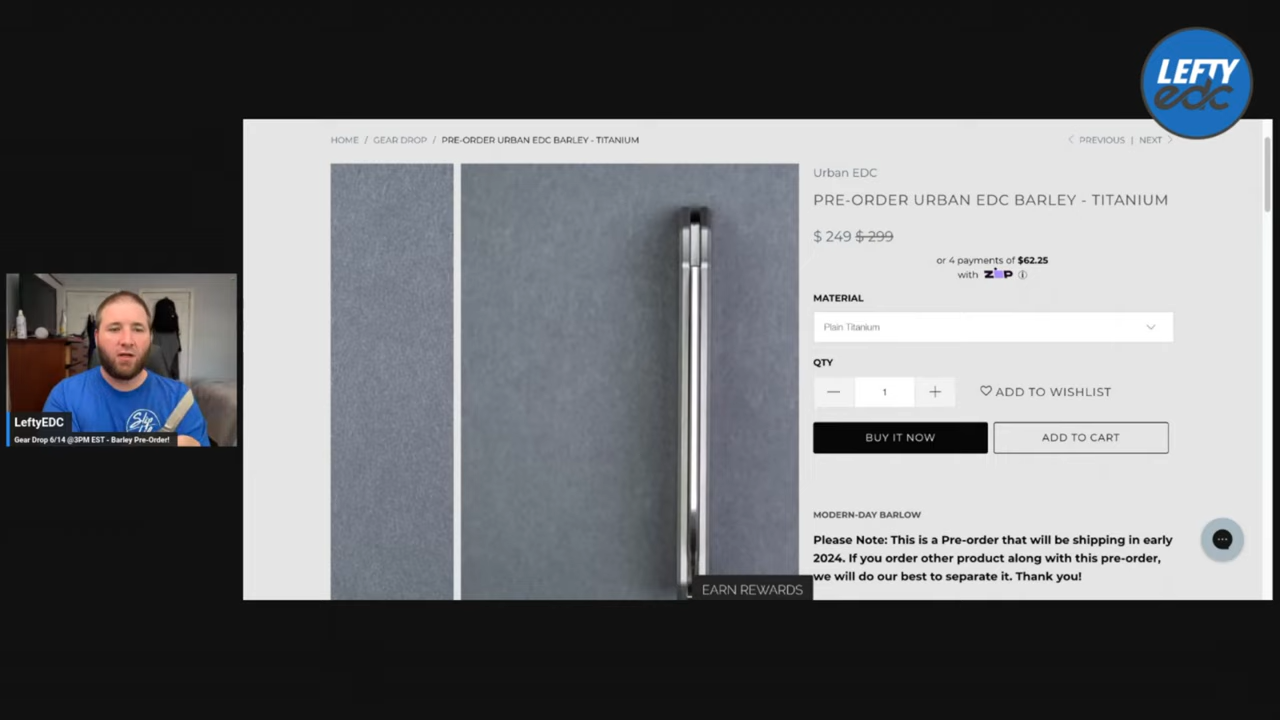 LEFTY
edc
HOME / GEAR DROP / PRE-ORDER URBAN EDC BARLEY - TITANIUM
PREVIOUS | NEXT
Urban EDC
PRE-ORDER URBAN EDC BARLEY - TITANIUM
$ 249 $ 299
or 4 payments of $62.25
with ZIP
MATERIAL
Plain Titanium
QTY
1
ADD TO WISHLIST
BUY IT NOW
ADD TO CART
MODERN-DAY BARLOW
Please Note: This is a Pre-order that will be shipping in early
2024. If you order other product along with this pre-order,
we will do our best to separate it. Thank you!
EARN REWARDS
LeftyEDC
Gear Drop 6/14 @3PM EST - Barley Pre-Order!